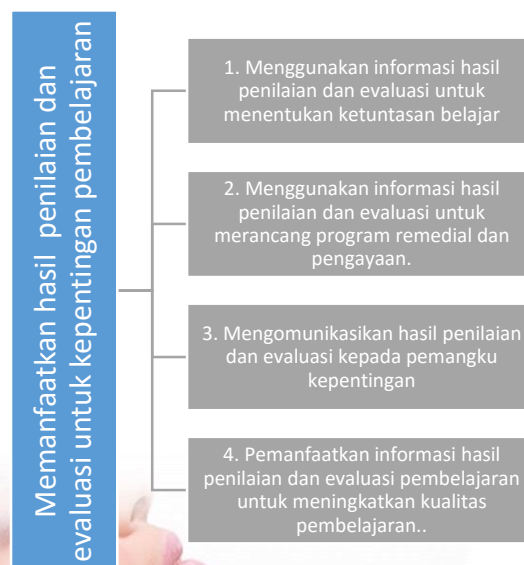 Memanfaatkan hasil penilaian dan
evaluasi untuk kepentingan pembelajaran
1. Menggunakan informasi hasil
penilaian dan evaluasi untuk
menentukan ketuntasan belajar
2. Menggunakan informasi hasil
penilaian dan evaluasi untuk
merancang program remedial dan
pengayaan.
3. Mengomunikasikan hasil penilaian
dan evaluasi kepada pemangku
kepentingan
4. Pemanfaatkan informasi hasil
penilaian dan evaluasi pembelajaran
untuk meningkatkan kualitas
pembelajaran..